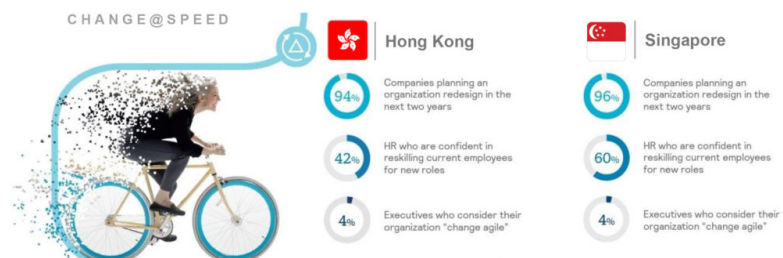 CHANGE@SPEED
Hong Kong
94%
Companies planning an
organization redesign in the
next two years
42%
HR who are confident in
reskilling current employees
for new roles
4%
Executives who consider their
organization "change agile"
Singapore
96%
Companies planning an
organization redesign in the
next two years
60%
HR who are confident in
reskilling current employees
for new roles
4%
Executives who consider their
organization "change agile"